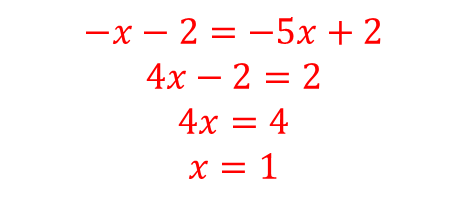 −x − 2 = −5x + 2
4x − 2 = 2
4x = 4
x = 1